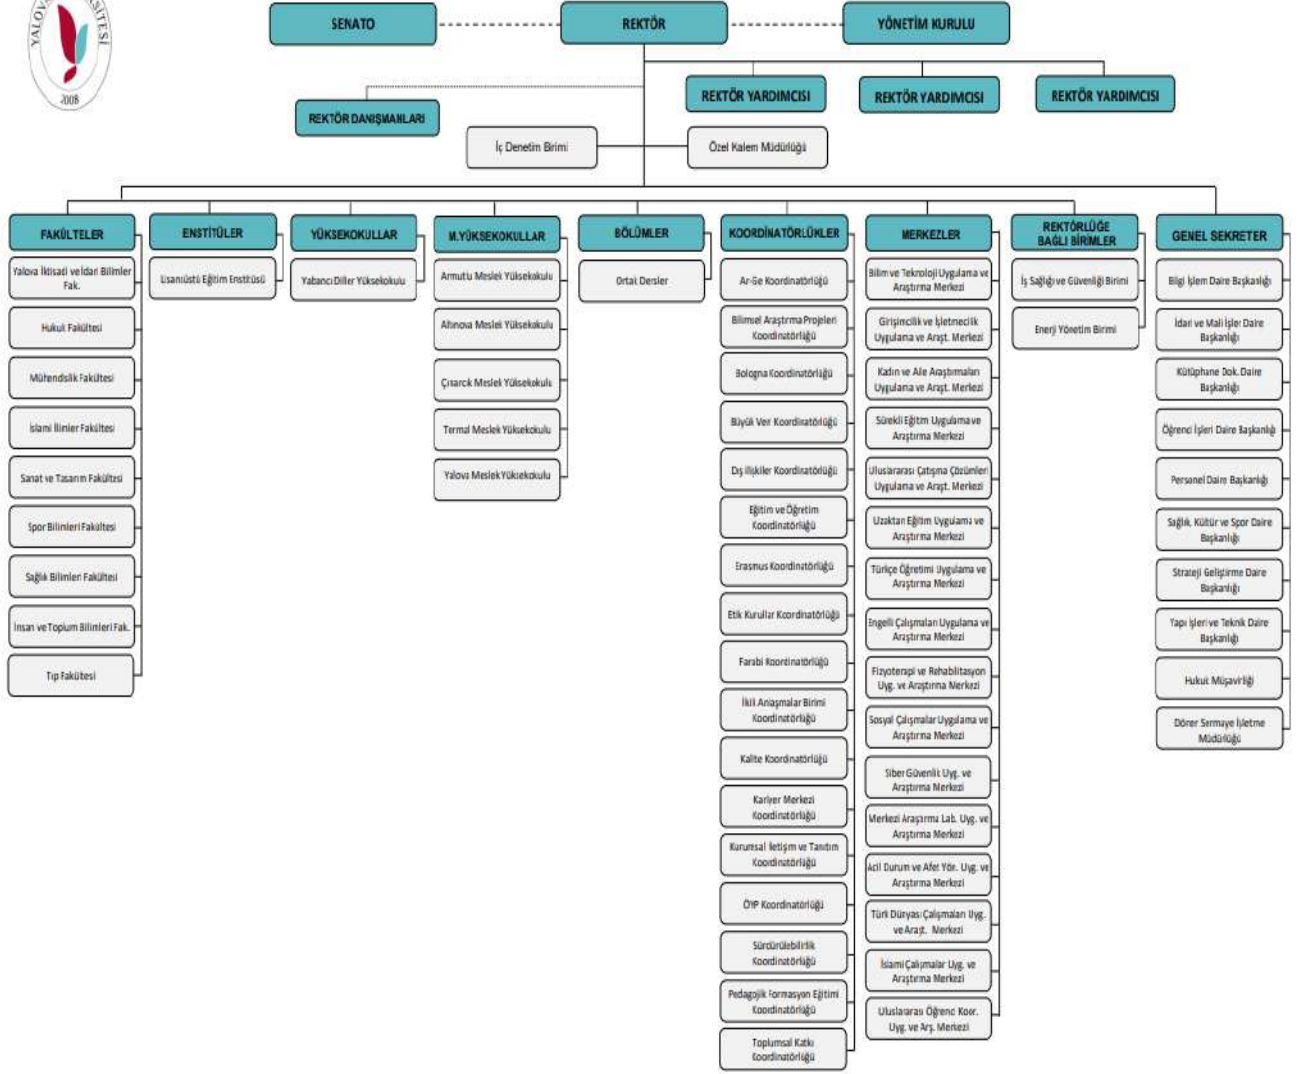 2008
SENATO
REKTÖR
YÖNETİM KURULU
REKTÖR YARDIMCISI
REKTÖR YARDIMCISI
REKTÖR YARDIMCISI
REKTÖR DANIŞMANLARI
İç Denetim Birimi
Özel Kalem Müdürlüğü
FAKÜLTELER
Yalova İktisadi ve İdari Bilimler
Fak.
Hukuk Fakültesi
Mühendislik Fakültesi
İslami İlimler Fakültesi
Sanat ve Tasarım Fakültesi
Spor Bilimleri Fakültesi
Sağlık Bilimleri Fakültesi
İnsan ve Toplum Bilimleri Fak.
Tıp Fakültesi
ENSTİTÜLER
Lisansüstü Eğitim Enstitüsü
YÜKSEKOKULLAR
Yabancı Diller Yüksekokulu
M.YÜKSEKOKULLAR
Armutlu Meslek Yüksekokulu
Altınova Meslek Yüksekokulu
Çınarcık Meslek Yüksekokulu
Termal Meslek Yüksekokulu
Yalova Meslek Yüksekokulu
BÖLÜMLER
Ortak Dersler
KOORDİNATÖRLÜKLER
Ar-Ge Koordinatörlüğü
Bilimsel Araştırma Projeleri
Koordinatörlüğü
Bologna Koordinatörlüğü
Büyük Veri Koordinatörlüğü
Dış İlişkiler Koordinatörlüğü
Eğitim ve Öğretim
Koordinatörlüğü
Erasmus Koordinatörlüğü
Etik Kurullar Koordinatörlüğü
Farabi Koordinatörlüğü
İkili Anlaşmalar Birimi
Koordinatörlüğü
Kalite Koordinatörlüğü
Kariyer Merkezi
Koordinatörlüğü
Kurumsal İletişim ve Tanıtım
Koordinatörlüğü
ÖYP Koordinatörlüğü
Sürdürülebilirlik
Koordinatörlüğü
Pedagojik Formasyon Eğitimi
Koordinatörlüğü
Toplumsal Katkı
Koordinatörlüğü
MERKEZLER
Bilim ve Teknoloji Uygulama ve
Araştırma Merkezi
Girişimcilik ve İşletmecilik
Uygulama ve Araşt. Merkezi
Kadın ve Aile Araştırmaları
Uygulama ve Araşt. Merkezi
Sürekli Eğitim Uygulama ve
Araştırma Merkezi
Uluslararası Çatışma Çözümleri
Uygulama ve Araşt. Merkezi
Uzaktan Eğitim Uygulama ve
Araştırma Merkezi
Türkçe Öğretimi Uygulama ve
Araştırma Merkezi
Engelli Çalışmaları Uygulama ve
Araştırma Merkezi
Fizyoterapi ve Rehabilitasyon
Uyg. ve Araştırma Merkezi
Sosyal Çalışmalar Uygulama ve
Araştırma Merkezi
Siber Güvenlik Uyg. ve
Araştırma Merkezi
Merkezi Araştırma Lab. Uyg. ve
Araştırma Merkezi
Acil Durum ve Afet Yön. Uyg. ve
Araştırma Merkezi
Türk Dünyası Çalışmaları Uyg.
ve Araşt. Merkezi
İslami Çalışmalar Uyg. ve
Araştırma Merkezi
Uluslararası Öğrenci Koor.
Uyg. ve Arş. Merkezi
REKTÖRLÜĞE
BAĞLI BİRİMLER
İş Sağlığı ve Güvenliği Birimi
Enerji Yönetim Birimi
GENEL SEKRETER
Bilgi İşlem Daire Başkanlığı
İdari ve Mali İşler Daire
Başkanlığı
Kütüphane Dok. Daire
Başkanlığı
Öğrenci İşleri Daire Başkanlığı
Personel Daire Başkanlığı
Sağlık, Kültür ve Spor Daire
Başkanlığı
Strateji Geliştirme Daire
Başkanlığı
Yapı İşleri ve Teknik Daire
Başkanlığı
Hukuk Müşavirliği
Döner Sermaye İşletme
Müdürlüğü